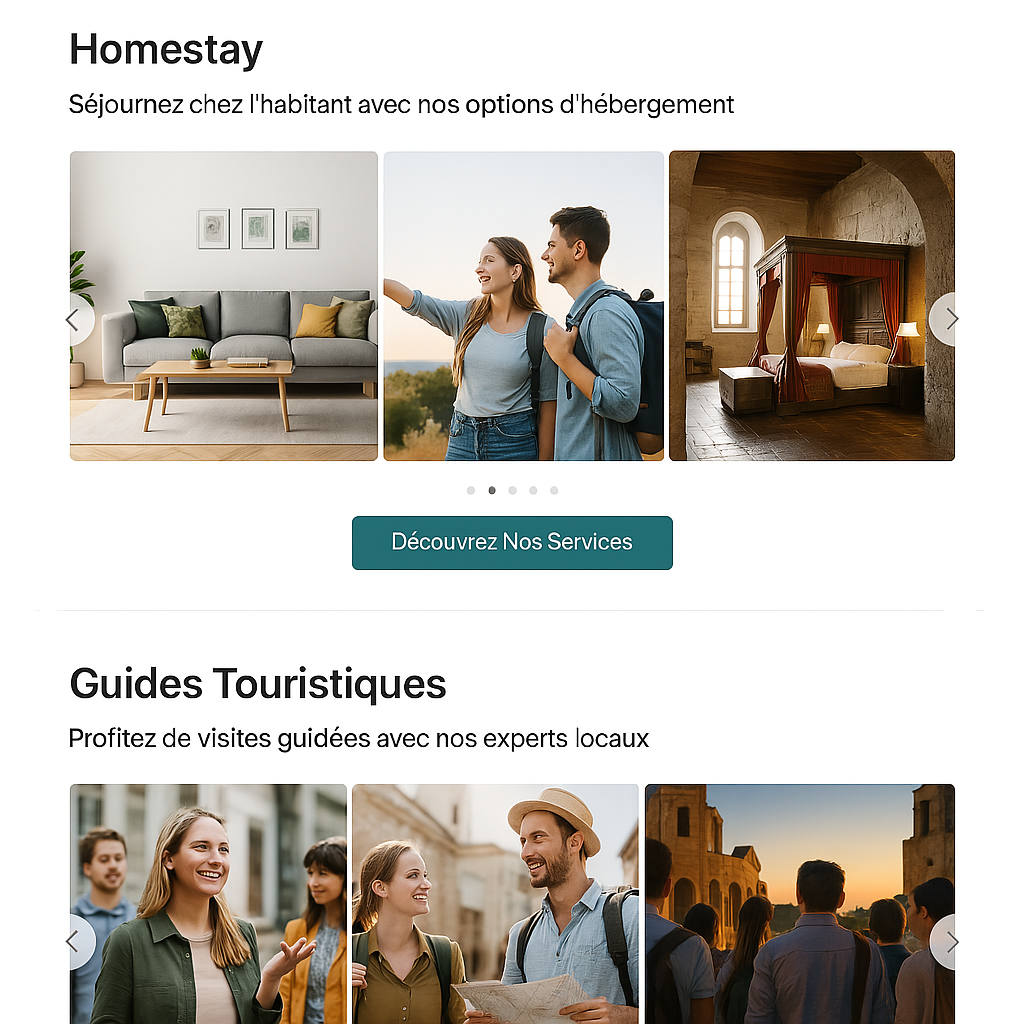 Homestay
Séjournez chez l'habitant avec nos options d'hébergement
Découvrez Nos Services
Guides Touristiques
Profitez de visites guidées avec nos experts locaux